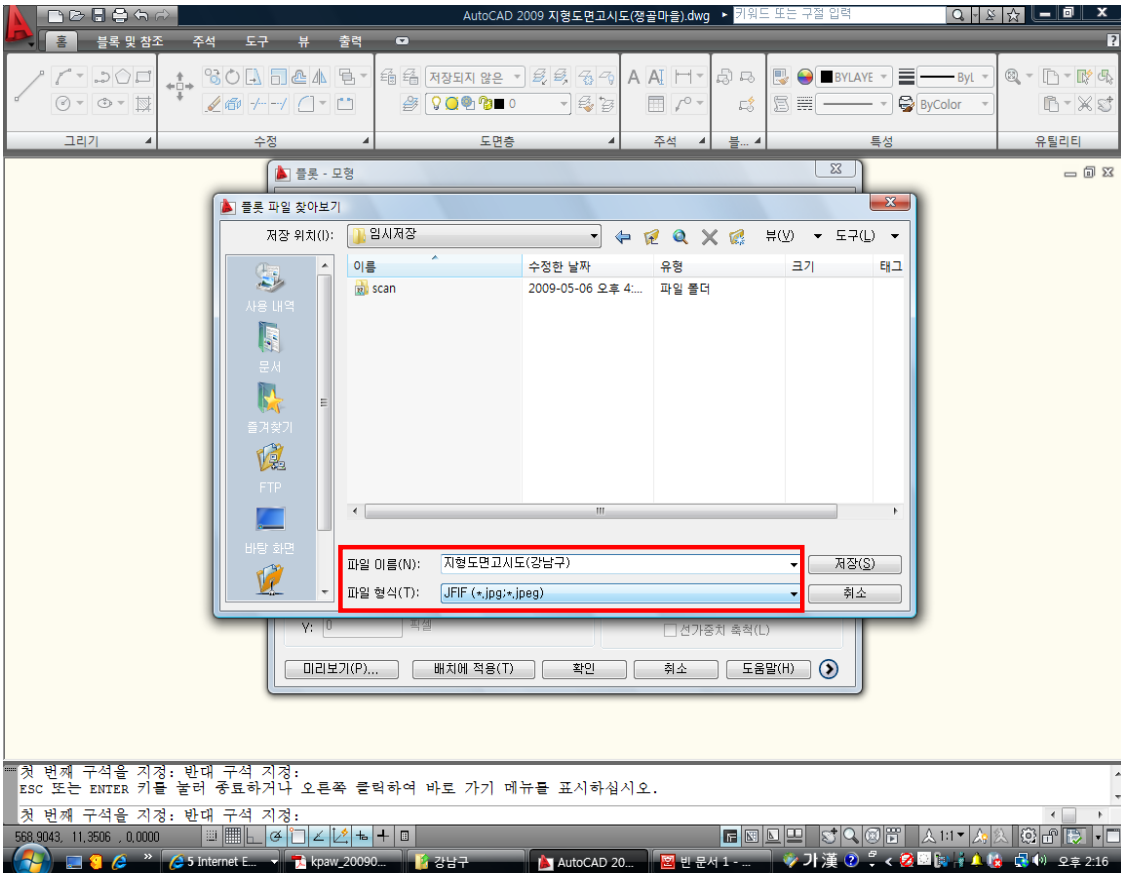 AutoCAD 2009 지형도면고시도(쟁골마을).dwg 키워드 또는 구절 입력
홈 블록 및 참조 주석 도구 뷰 출력
저장되지 않은
BYLAYE ByL
0
ByColor
그리기 수정 도면층 주석 블... 특성 유틸리티
플롯 - 모형
플롯 파일 찾아보기
저장 위치(I): 임시저장 뷰(V) 도구(L)
이름 수정한 날짜 유형 크기 태그
scan 2009-05-06 오후 4:... 파일 폴더
사용 내역
문서
즐겨찾기
FTP
바탕 화면
파일 이름(N): 지형도면고시도(강남구) 저장(S)
파일 형식(T): JFIF (*.jpg;*.jpeg) 취소
Y: 0 픽셀 선가중치 축척(L)
미리보기(P)... 배치에 적용(T) 확인 취소 도움말(H)
첫 번째 구석을 지정: 반대 구석 지정:
ESC 또는 ENTER 키를 눌러 종료하거나 오른쪽 클릭하여 바로 가기 메뉴를 표시하십시오.
첫 번째 구석을 지정: 반대 구석 지정:
568.9043, 11.3506 , 0.0000 1:1
5 Internet E... kpaw_20090... 강남구 AutoCAD 20... 빈 문서 1 - ... 가 漢 오후 2:16